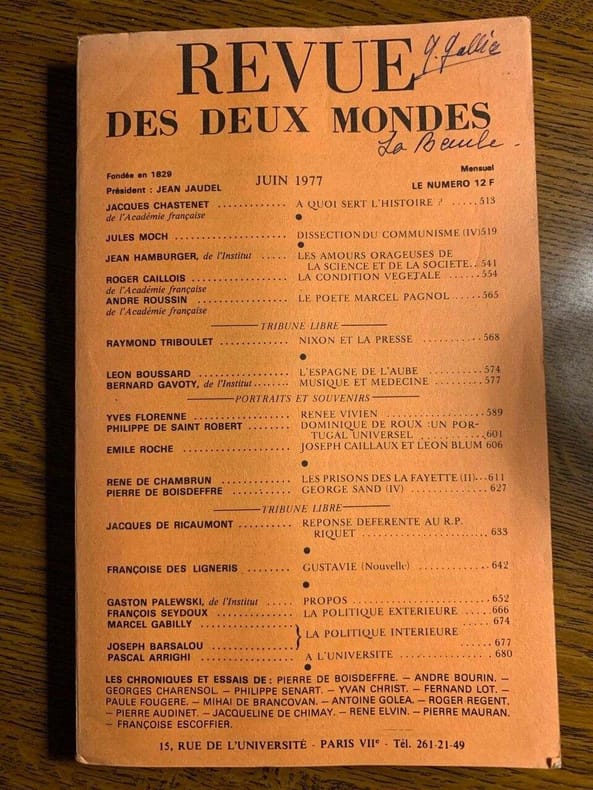 REVUE
DES DEUX MONDES
La Baule
Fondée en 1829
Mensuel
Président : JEAN JAUDEL
JUIN 1977
LE NUMERO 12 F
JACQUES CHASTENET .............. A QUOI SERT L'HISTOIRE ? .....513
de l'Académie française
JULES MOCH .................... DISSECTION DU COMMUNISME (IV)519
JEAN HAMBURGER, de l'Institut ..... LES AMOURS ORAGEUSES DE
LA SCIENCE ET DE LA SOCIETE.. 541
ROGER CAILLOIS ................. LA CONDITION VEGETALE ......554
de l'Académie française
ANDRE ROUSSIN ................ LE POETE MARCEL PAGNOL ......565
de l'Académie française
TRIBUNE LIBRE
RAYMOND TRIBOULET ............ NIXON ET LA PRESSE ...........568
LEON BOUSSARD ................ L'ESPAGNE DE L'AUBE ..........574
BERNARD GAVOTY, de l'Institut ....... MUSIQUE ET MEDECINE .........577
PORTRAITS ET SOUVENIRS
YVES FLORENNE ................. RENEE VIVIEN ................589
PHILIPPE DE SAINT ROBERT ........ DOMINIQUE DE ROUX : UN POR-
TUGAL UNIVERSEL ............601
EMILE ROCHE ................... JOSEPH CAILLAUX ET LEON BLUM 606
RENE DE CHAMBRUN ............. LES PRISONS DES LA FAYETTE (II)...611
PIERRE DE BOISDEFFRE ........... GEORGE SAND (IV) .............627
TRIBUNE LIBRE
JACQUES DE RICAUMONT .......... REPONSE DEFERENTE AU R.P.
RIQUET .....................633
FRANÇOISE DES LIGNERIS ......... GUSTAVIE (Nouvelle) ............642
GASTON PALEWSKI, de l'Institut ..... PROPOS ......................652
FRANÇOIS SEYDOUX .............. LA POLITIQUE EXTERIEURE ......666
MARCEL GABILLY ................ 674
} LA POLITIQUE INTERIEURE
JOSEPH BARSALOU ............... 677
PASCAL ARRIGHI ................ A L'UNIVERSITE ................680
LES CHRONIQUES ET ESSAIS DE : PIERRE DE BOISDEFFRE. — ANDRE BOURIN. —
GEORGES CHARENSOL. — PHILIPPE SENART. — YVAN CHRIST. — FERNAND LOT. —
PAULE FOUGERE. — MIHAI DE BRANCOVAN. — ANTOINE GOLEA. — ROGER REGENT.
— PIERRE AUDINET. — JACQUELINE DE CHIMAY. — RENE ELVIN. — PIERRE MAURAN.
— FRANÇOISE ESCOFFIER.
15, RUE DE L'UNIVERSITÉ - PARIS VIIe - Tél. 261-21-49